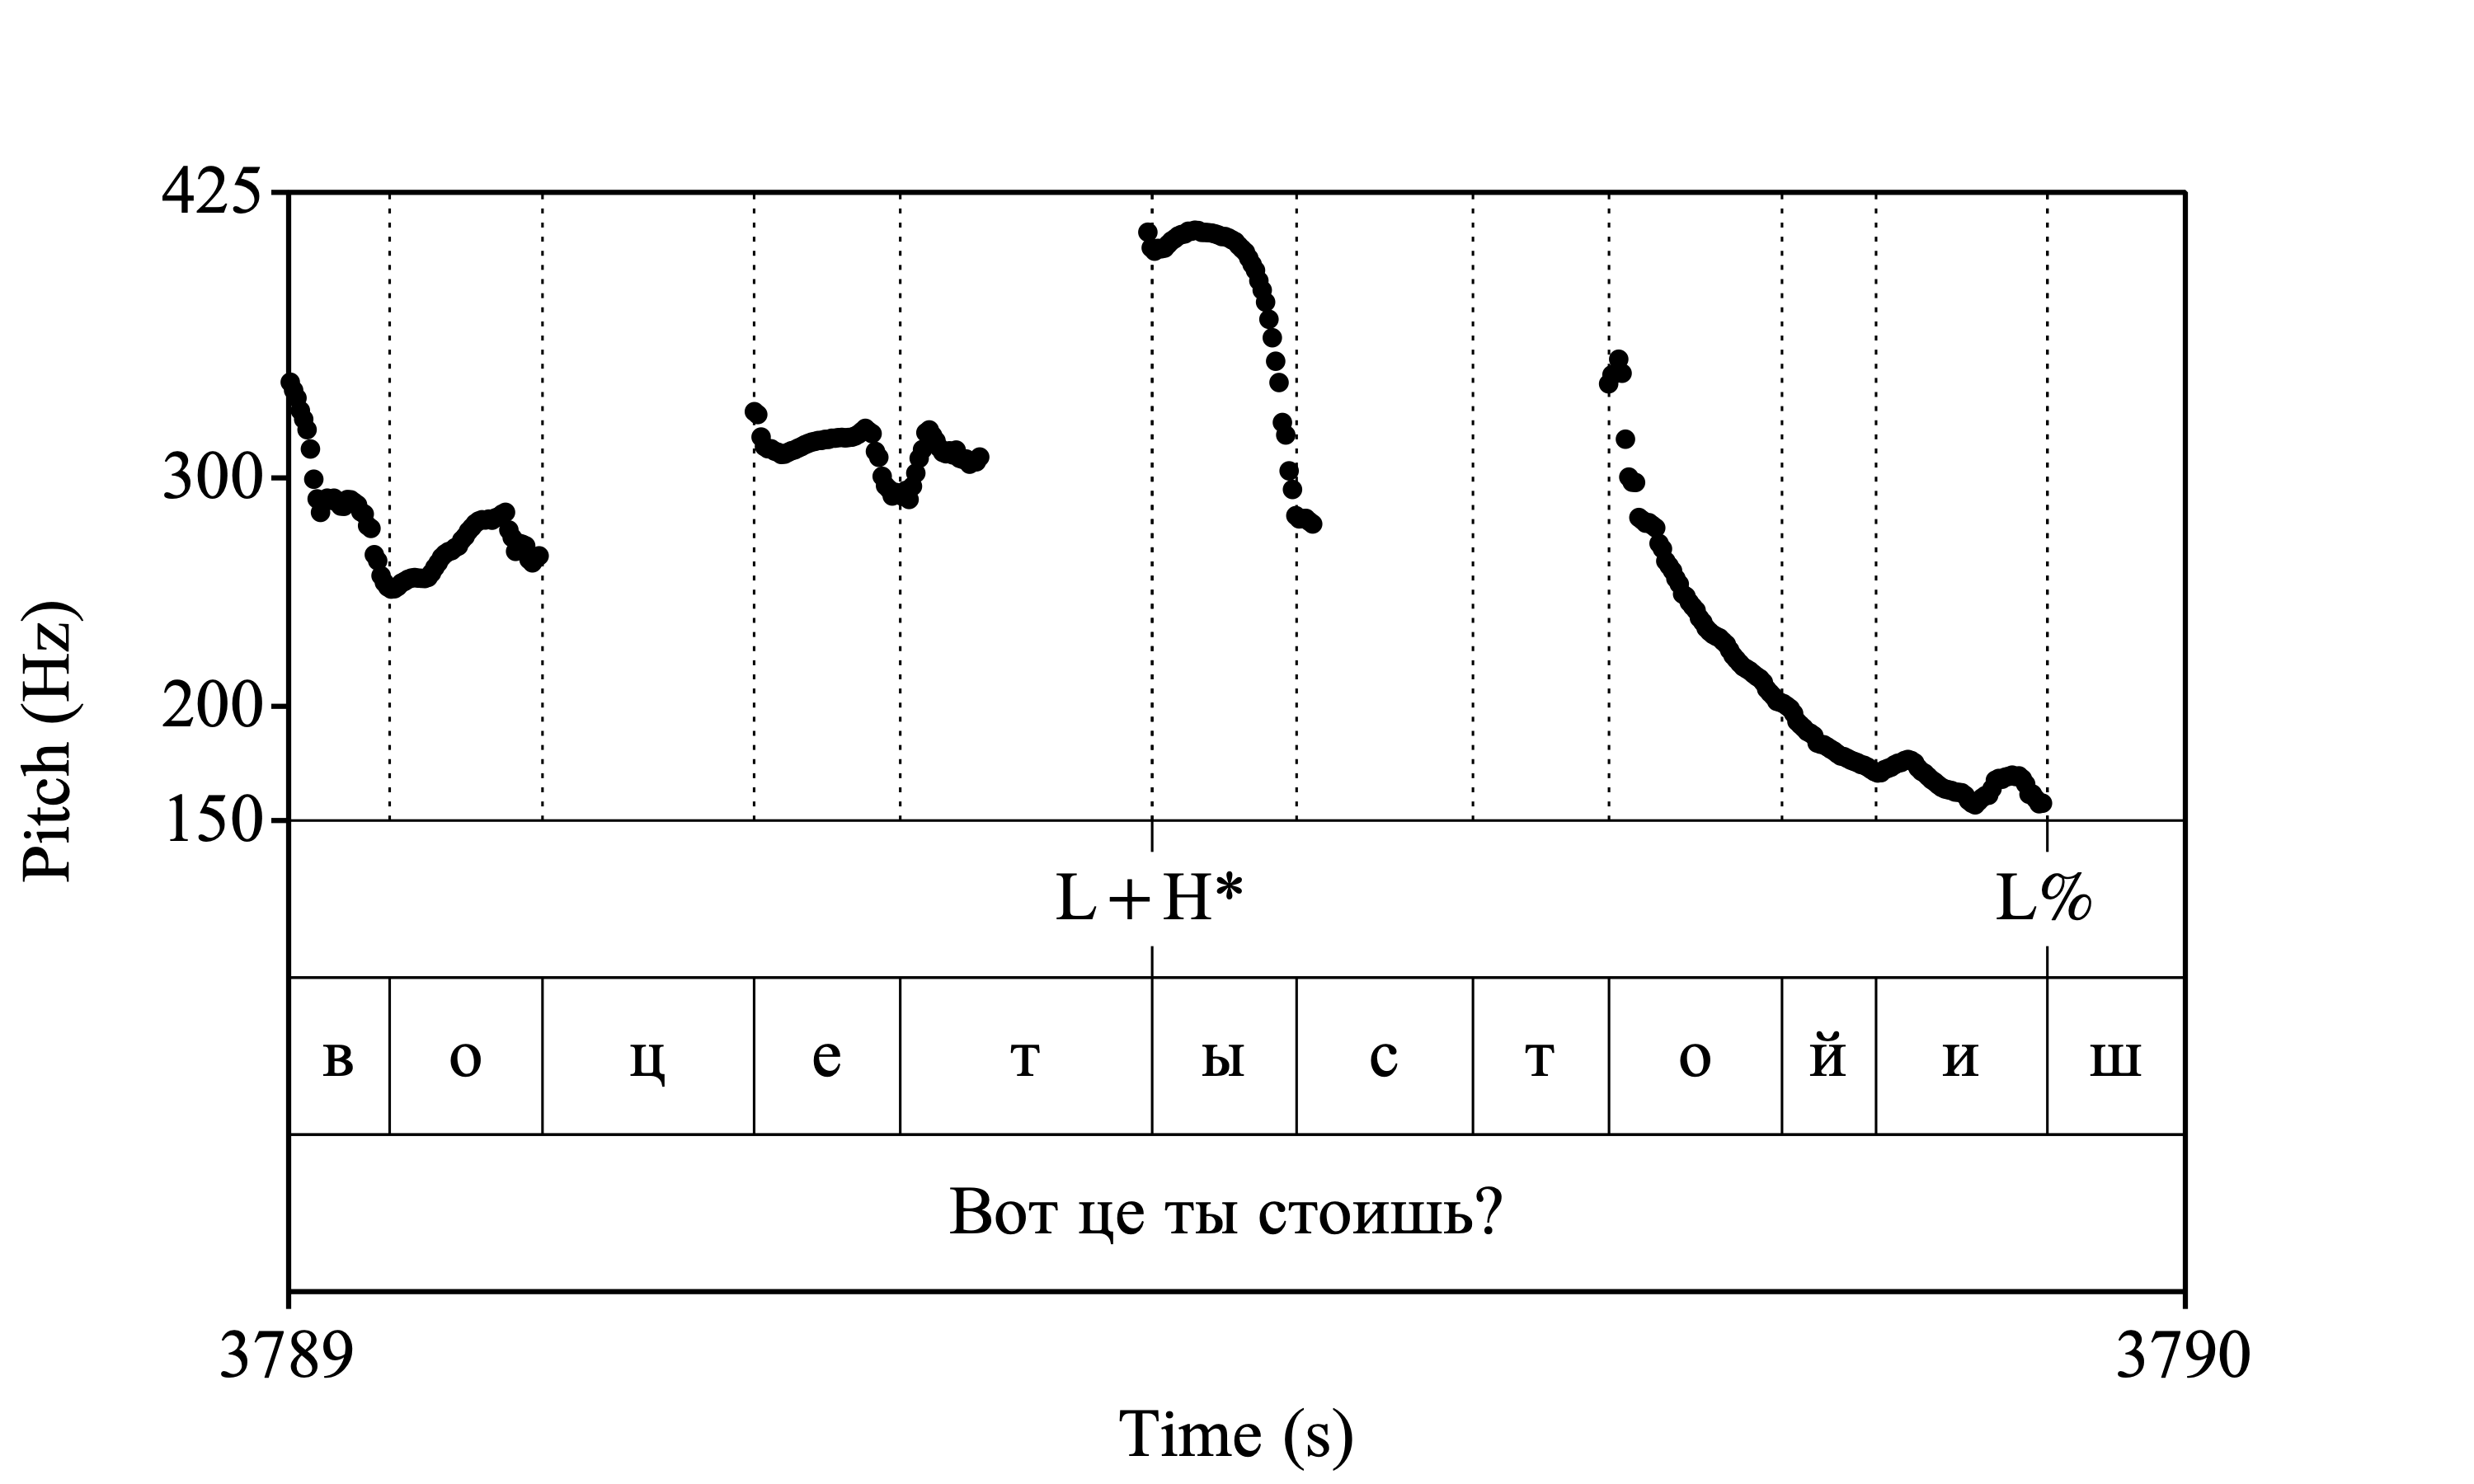 425
300
200
150
Pitch (Hz)
L+H* L%
в о ц е т ы с т о й и ш
Вот це ты стоишь?
3789 3790
Time (s)